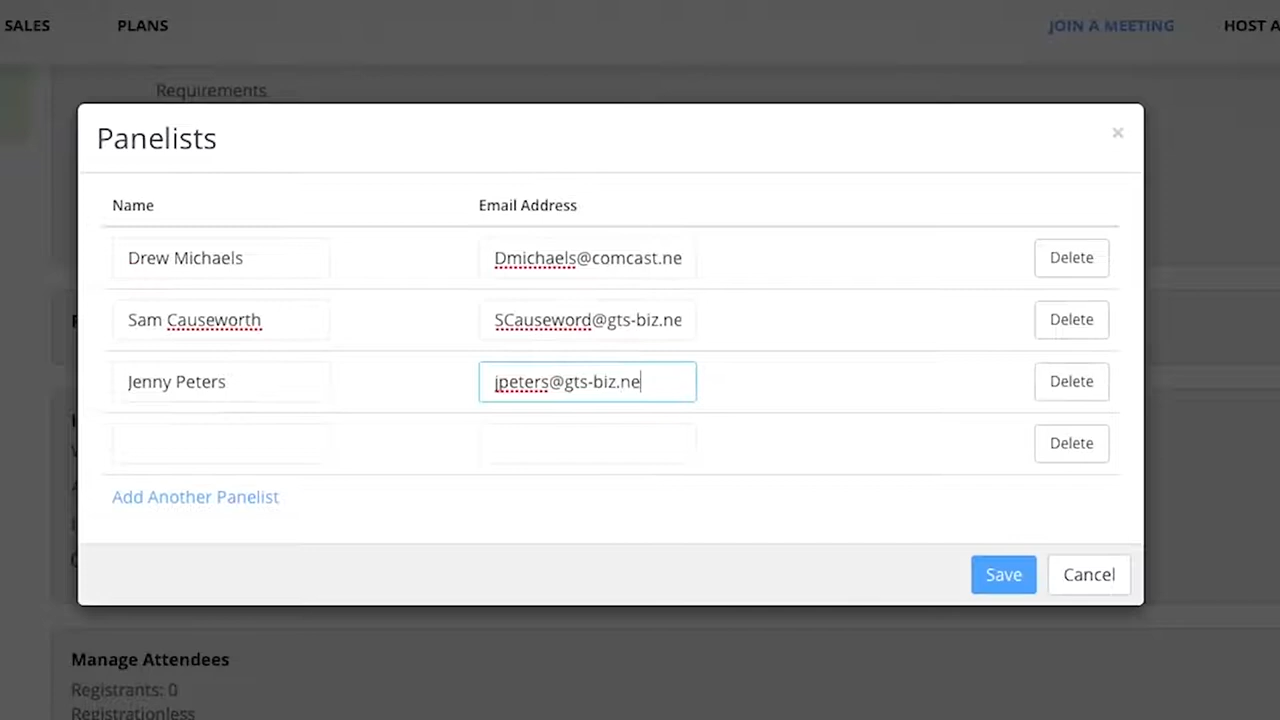 SALES PLANS JOIN A MEETING HOST A
Requirements
Panelists ×
Name Email Address
Drew Michaels Dmichaels@comcast.ne Delete
Sam Causeworth SCauseword@gts-biz.ne Delete
Jenny Peters jpeters@gts-biz.ne Delete
Delete
Add Another Panelist
Save Cancel
Manage Attendees
Registrants: 0
Registrationless